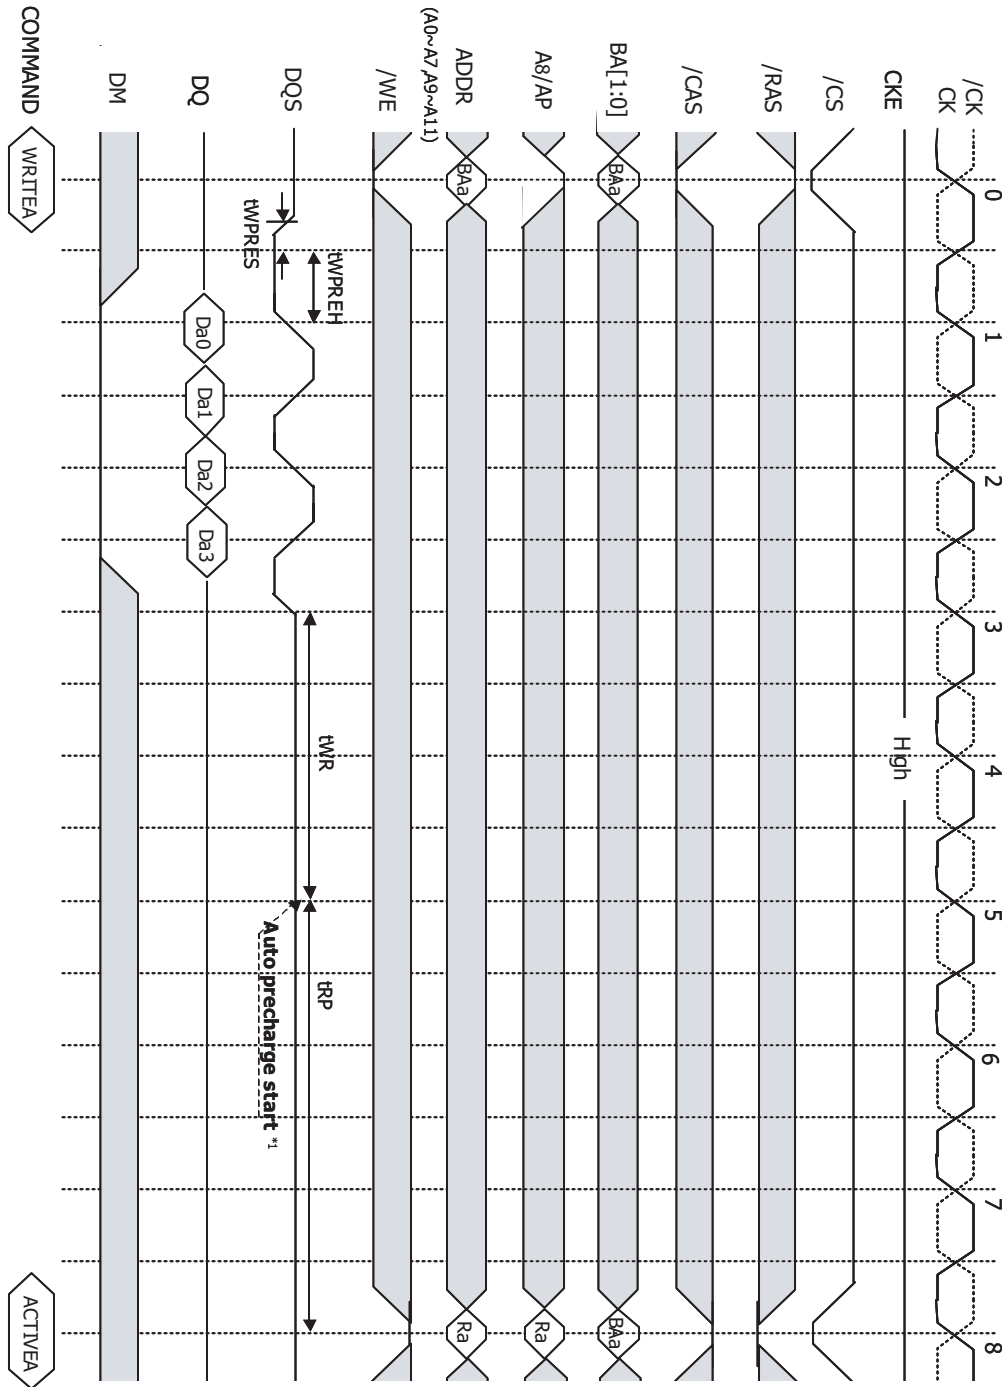 0 1 2 3 4 5 6 7 8
/CK
CK
CKE
High
/CS
/RAS
/CAS
BA[1:0]
BAa
BAa
A8/AP
Ra
ADDR
(A0~A7,A9~A11)
BAa
Ra
/WE
DQS
tWPREH
tWPRES
tWR
tRP
Auto precharge start *1
DQ
Da0
Da1
Da2
Da3
DM
COMMAND
WRITEA
ACTIVEA